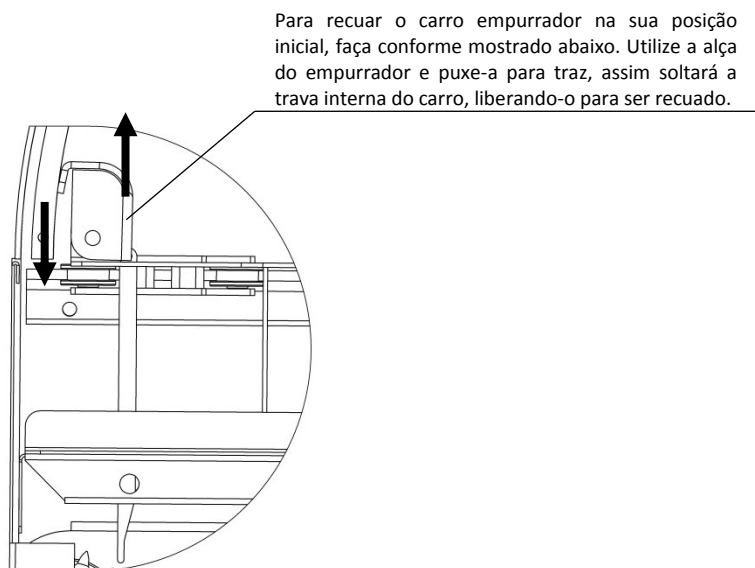 Para recuar o carro empurrador na sua posição
inicial, faça conforme mostrado abaixo. Utilize a alça
do empurrador e puxe-a para traz, assim soltará a
trava interna do carro, liberando-o para ser recuado.